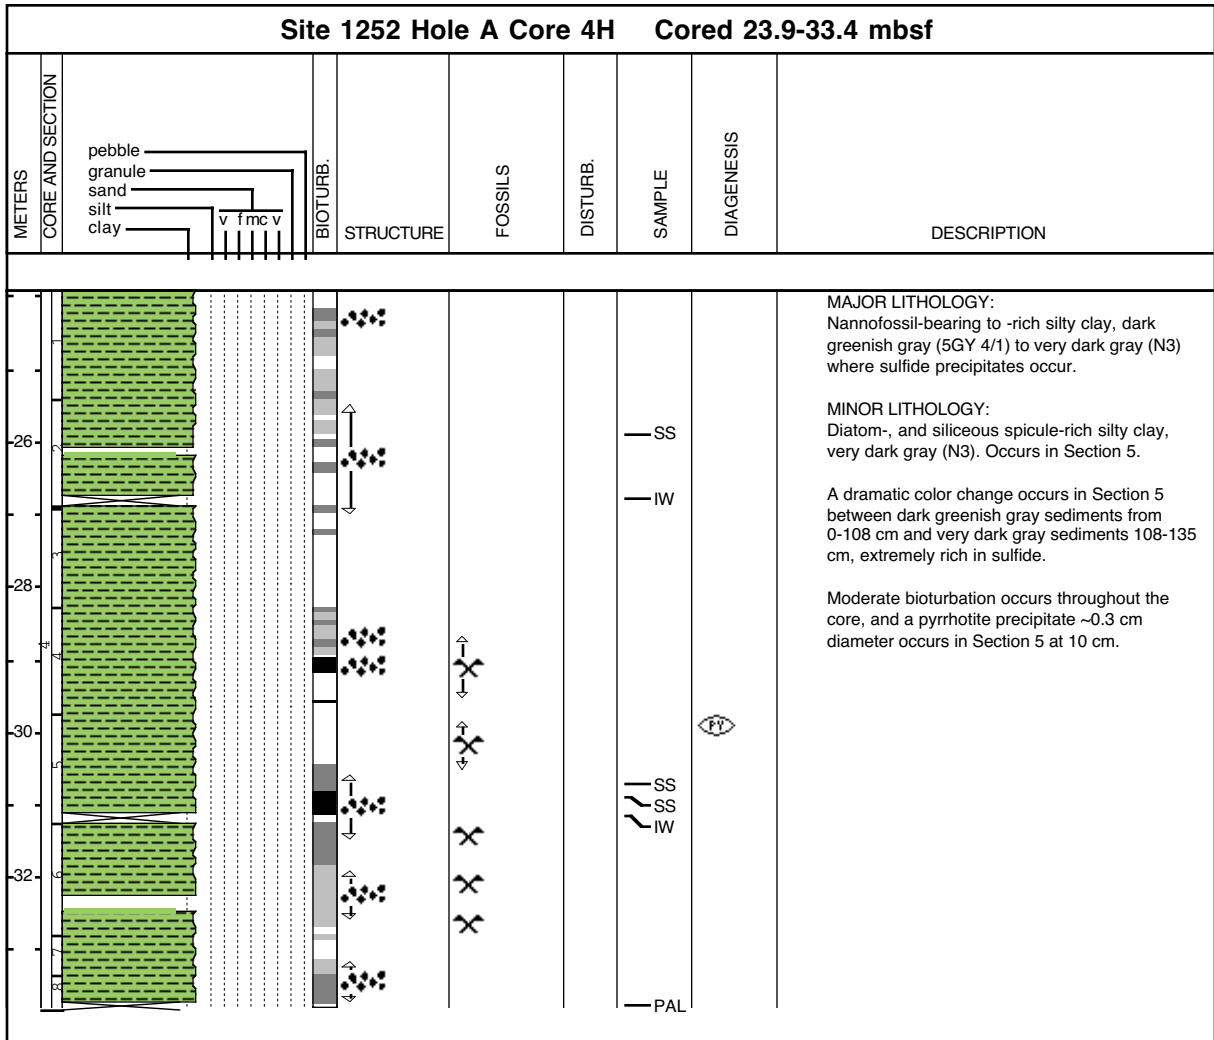 Site 1252 Hole A Core 4H Cored 23.9-33.4 mbsf
METERS
CORE AND SECTION
pebble
granule
sand
silt
clay
v f m c v
BIOTURB.
STRUCTURE
FOSSILS
DISTURB.
SAMPLE
DIAGENESIS
DESCRIPTION
26
28
30
32
1
2
3
4
4
5
6
7
8
SS
IW
SS
SS
IW
PAL
PY
MAJOR LITHOLOGY:
Nannofossil-bearing to -rich silty clay, dark
greenish gray (5GY 4/1) to very dark gray (N3)
where sulfide precipitates occur.
MINOR LITHOLOGY:
Diatom-, and siliceous spicule-rich silty clay,
very dark gray (N3). Occurs in Section 5.
A dramatic color change occurs in Section 5
between dark greenish gray sediments from
0-108 cm and very dark gray sediments 108-135
cm, extremely rich in sulfide.
Moderate bioturbation occurs throughout the
core, and a pyrrhotite precipitate ~0.3 cm
diameter occurs in Section 5 at 10 cm.